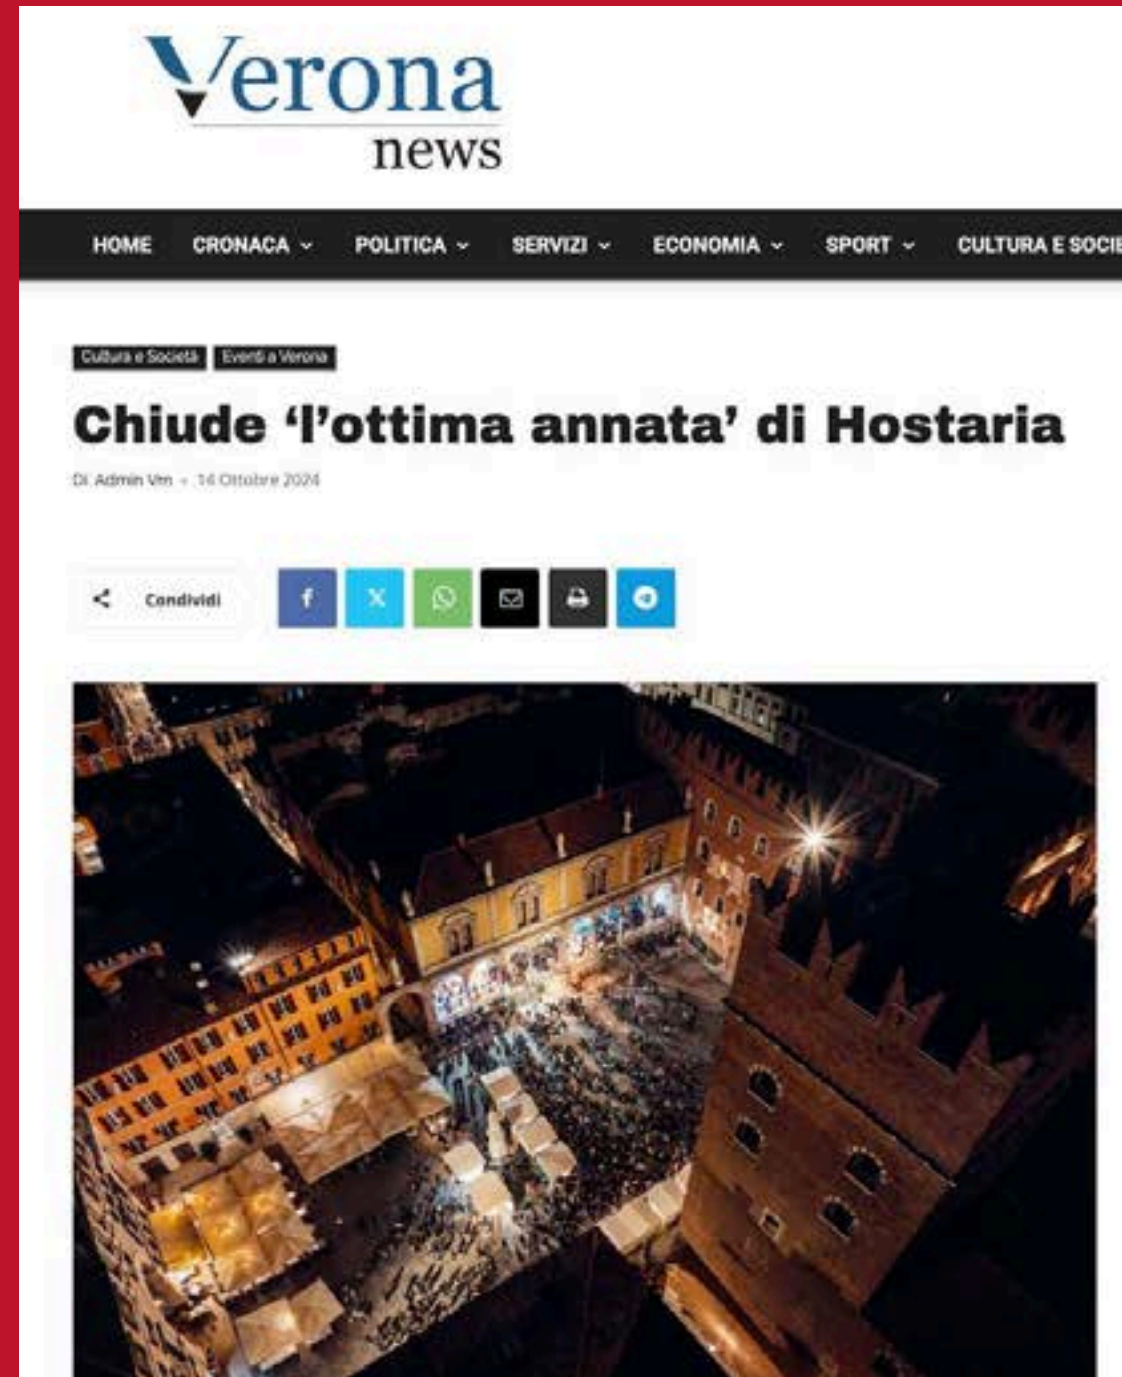 Verona
news
HOME CRONACA POLITICA SERVIZI ECONOMIA SPORT CULTURA E SOCIE
Cultura e Società Eventi a Verona
Chiude ‘l’ottima annata’ di Hostaria
Di Admin Vrn - 14 Ottobre 2024
Condividi